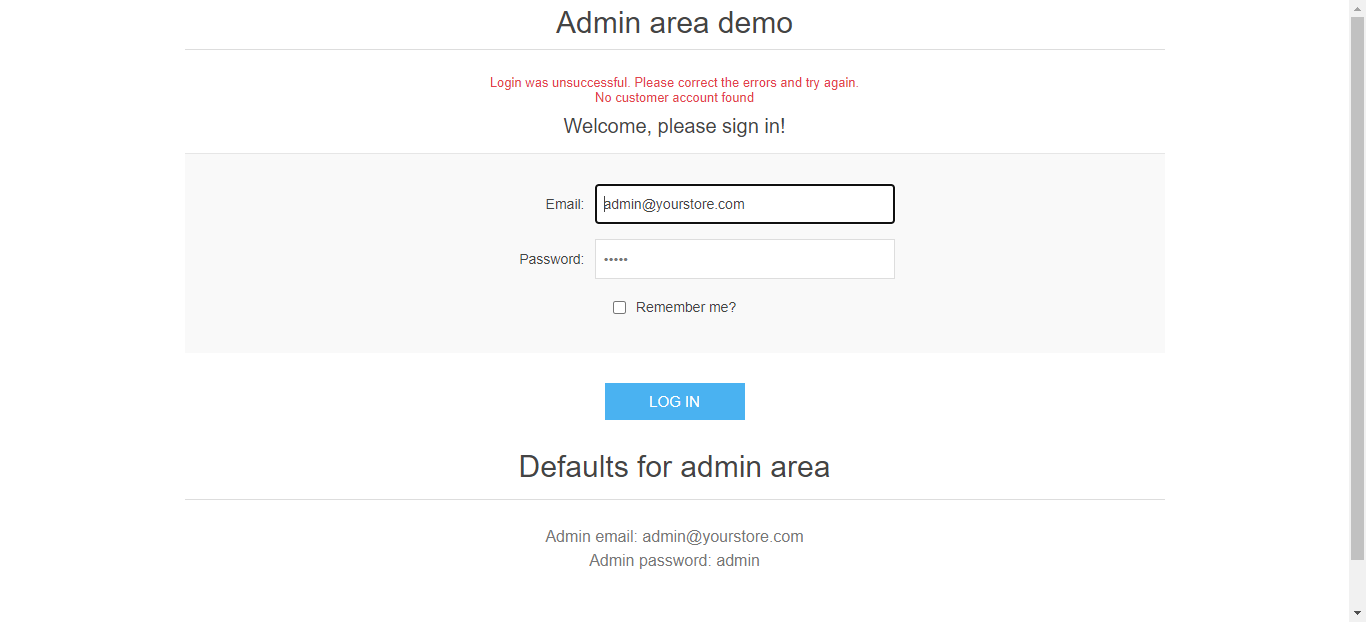 Admin area demo
Login was unsuccessful. Please correct the errors and try again.
No customer account found
Welcome, please sign in!
Email: admin@yourstore.com
Password: •••••
Remember me?
LOG IN
Defaults for admin area
Admin email: admin@yourstore.com
Admin password: admin